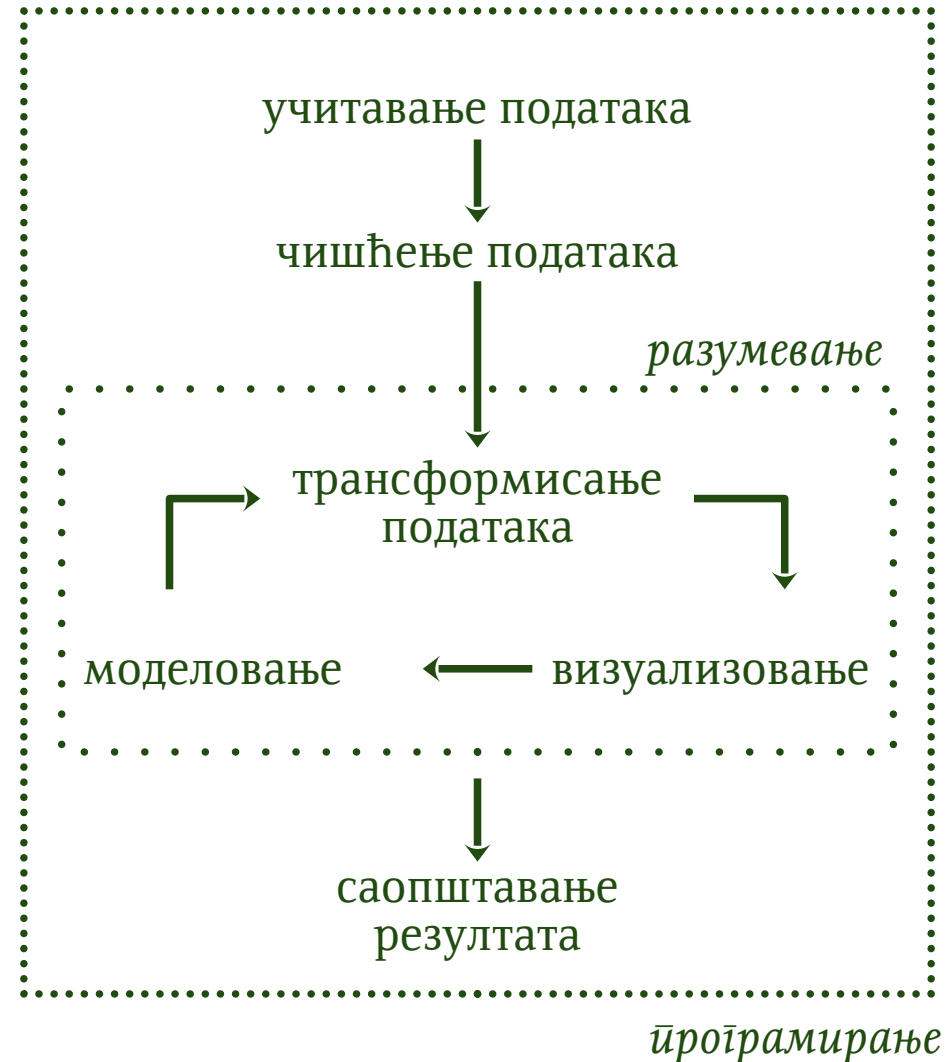 учитавање података
чишћење података
разумевање
трансформисање
података
моделовање
визуализовање
саопштавање
резултата
програмирање